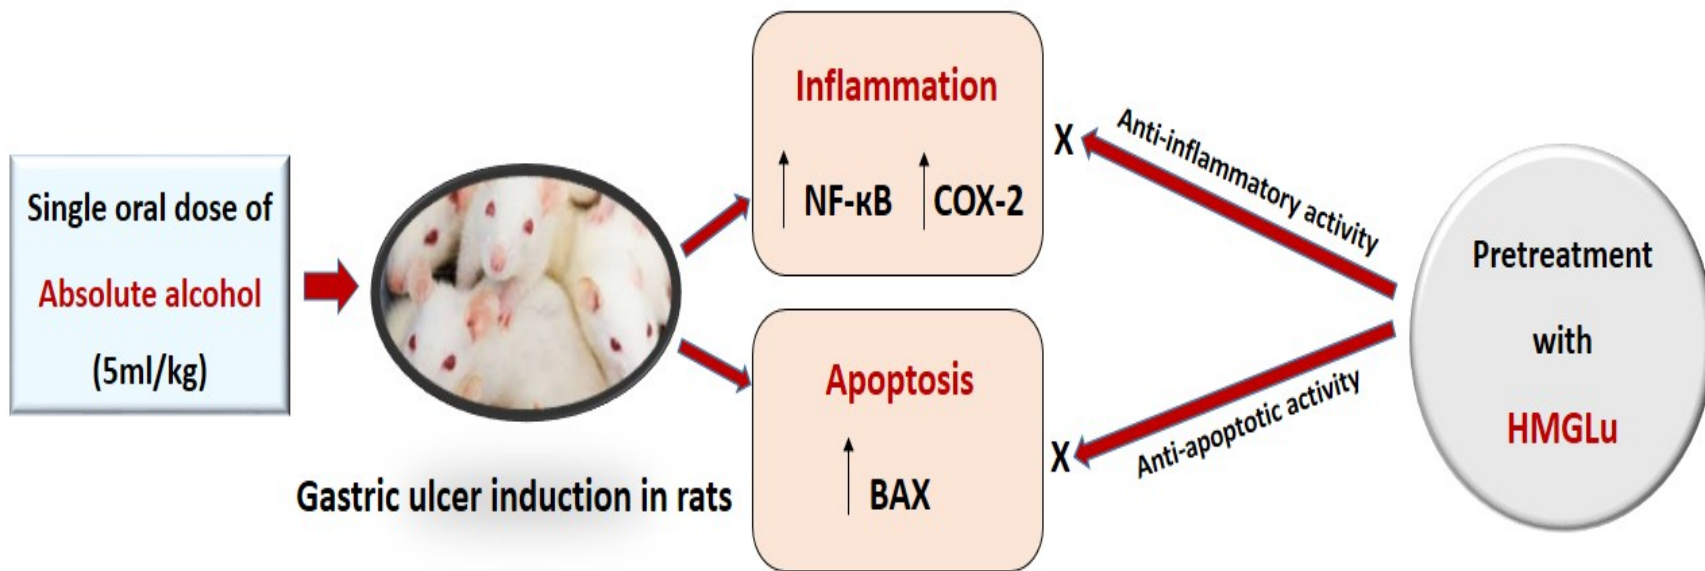 Single oral dose of
Absolute alcohol
(5ml/kg)
Gastric ulcer induction in rats
Inflammation
NF-κB COX-2
Apoptosis
BAX
X
Anti-inflammatory activity
X
Anti-apoptotic activity
Pretreatment
with
HMGLu